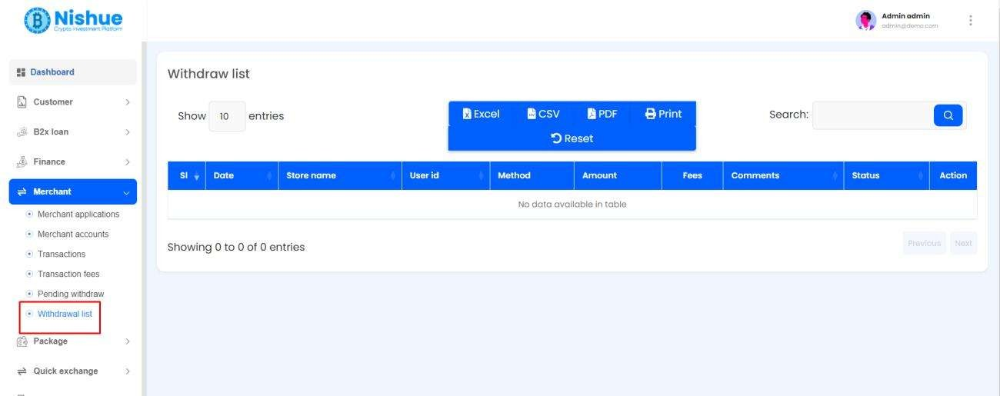 Nishue
Crypto Investment Platform
Admin admin
admin@demo.com
Dashboard
Customer
B2x loan
Finance
Merchant
Merchant applications
Merchant accounts
Transactions
Transaction fees
Pending withdraw
Withdrawal list
Package
Quick exchange
Withdraw list
Show 10 entries
Excel CSV PDF Print
Reset
Search:
Sl Date Store name User id Method Amount Fees Comments Status Action
No data available in table
Showing 0 to 0 of 0 entries
Previous Next